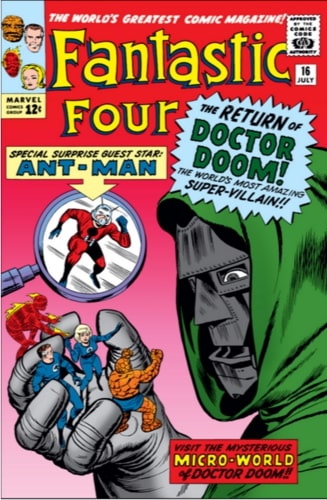 THE WORLD'S GREATEST COMIC MAGAZINE!
APPROVED
BY THE
COMICS
CODE
AUTHORITY
FANTASTIC
FOUR
16
JULY
MARVEL
COMICS
GROUP
12¢
THE RETURN OF
DOCTOR
DOOM!
THE WORLD'S MOST AMAZING
SUPER-VILLAIN!!
SPECIAL SURPRISE GUEST STAR:
ANT-MAN
VISIT THE MYSTERIOUS
MICRO-WORLD
of DOCTOR DOOM!!